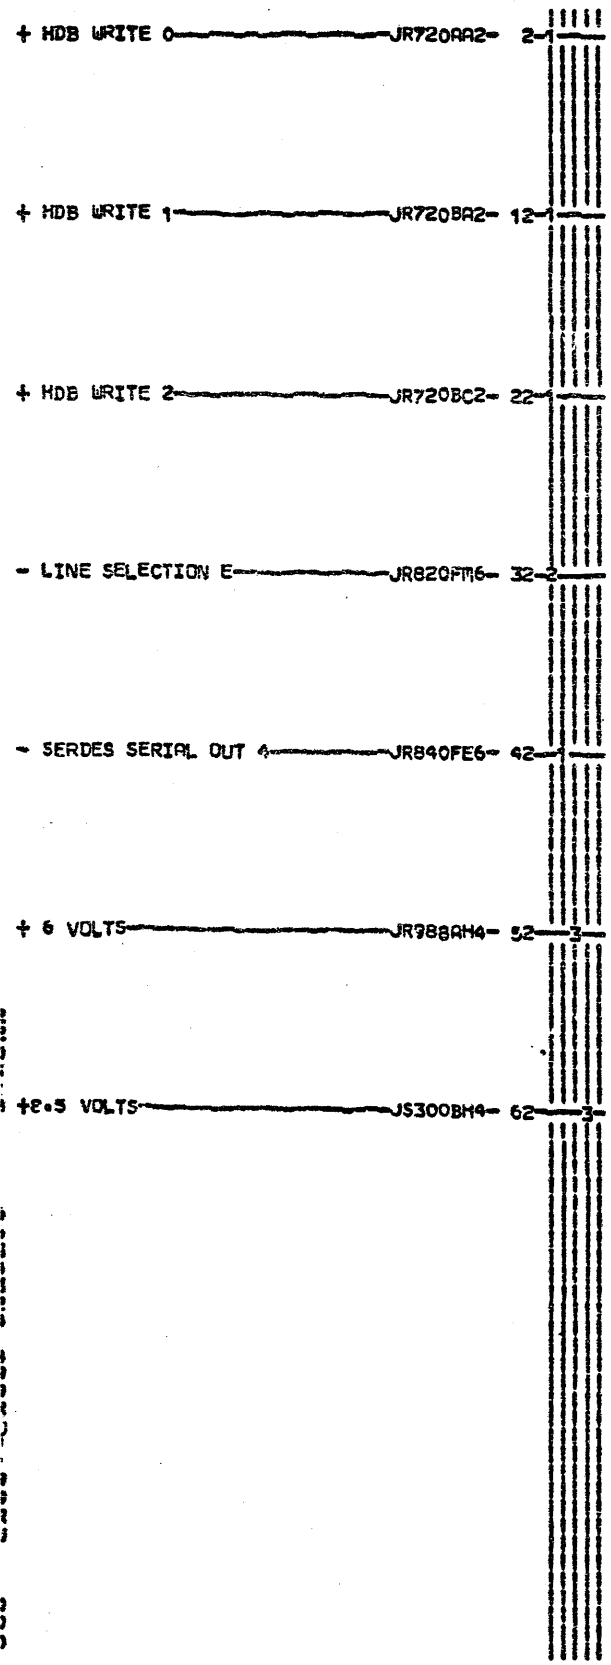 + HDB WRITE 0 JR720AA2- 2-1
+ HDB WRITE 1 JR720BA2- 12-1
+ HDB WRITE 2 JR720BC2- 22-1
- LINE SELECTION E JR820FM6- 32-2
- SERDES SERIAL OUT JR840FE6- 42-1
+ 6 VOLTS JR988AH4- 52-3
+8.5 VOLTS JS300BH4- 62-3